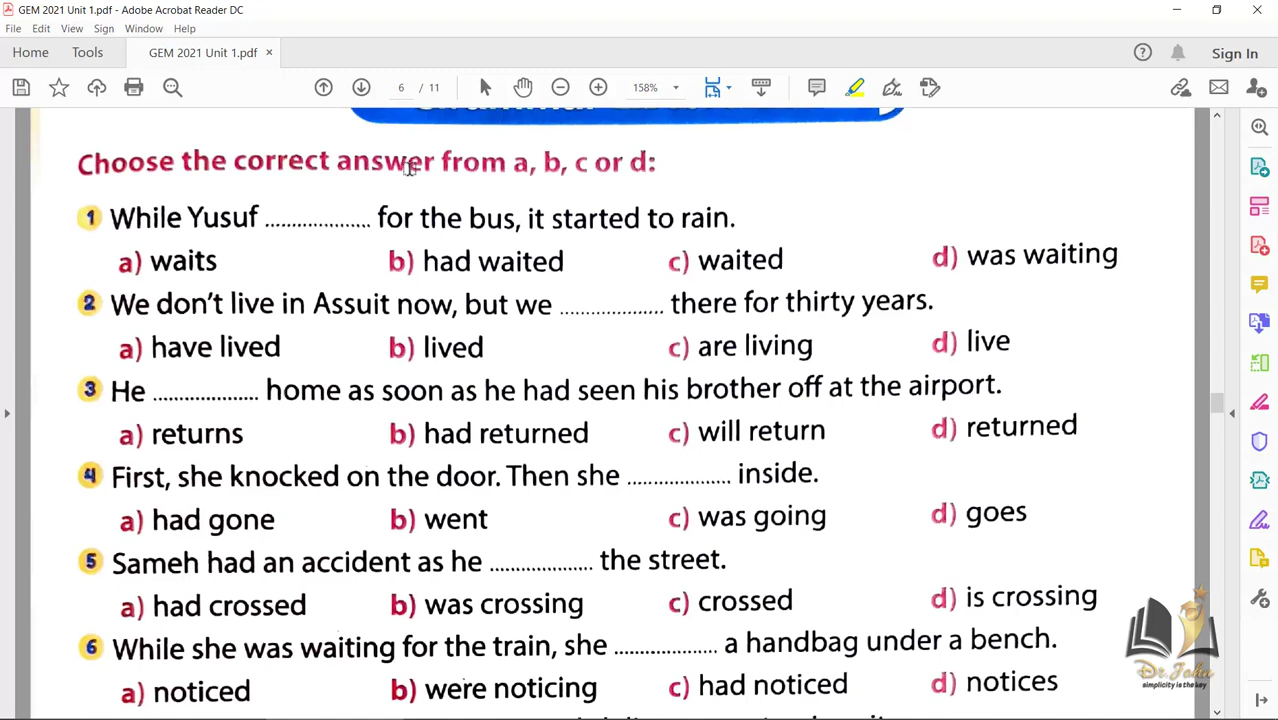 GEM 2021 Unit 1.pdf - Adobe Acrobat Reader DC
File Edit View Sign Window Help
Home Tools GEM 2021 Unit 1.pdf × Sign In
6 / 11 158%
Choose the correct answer from a, b, c or d:
1 While Yusuf .................... for the bus, it started to rain.
a) waits b) had waited c) waited d) was waiting
2 We don't live in Assuit now, but we .................... there for thirty years.
a) have lived b) lived c) are living d) live
3 He .................... home as soon as he had seen his brother off at the airport.
a) returns b) had returned c) will return d) returned
4 First, she knocked on the door. Then she .................... inside.
a) had gone b) went c) was going d) goes
5 Sameh had an accident as he .................... the street.
a) had crossed b) was crossing c) crossed d) is crossing
6 While she was waiting for the train, she .................... a handbag under a bench.
a) noticed b) were noticing c) had noticed d) notices
Dr.John
simplicity is the key